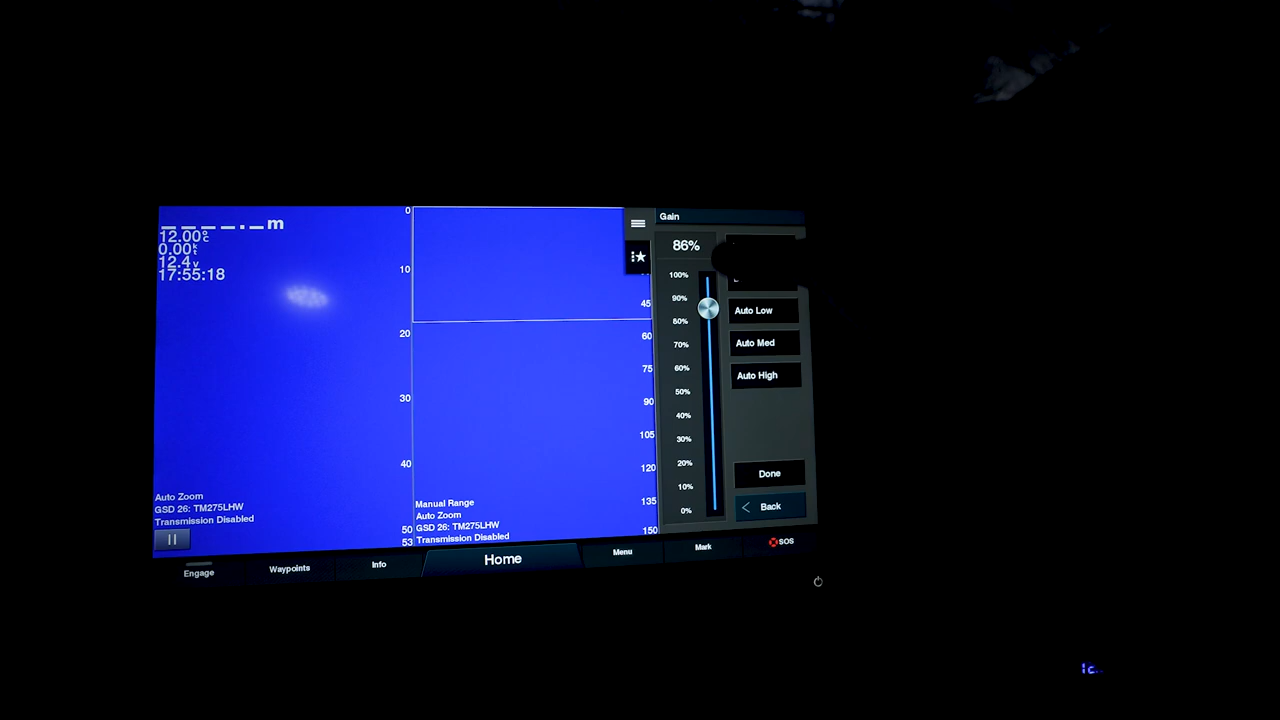 _ _ _ _._m
12.00°c
0.00
12.4v
17:55:18
Auto Zoom
GSD 26: TM275LHW
Transmission Disabled
0
10
20
30
40
50
53
45
60
75
90
105
120
135
150
Manual Range
Auto Zoom
GSD 26: TM275LHW
Transmission Disabled
Gain
86%
100%
90%
80%
70%
60%
50%
40%
30%
20%
10%
0%
Auto Low
Auto Med
Auto High
Done
Back
Engage
Waypoints
Info
Home
Menu
Mark
SOS